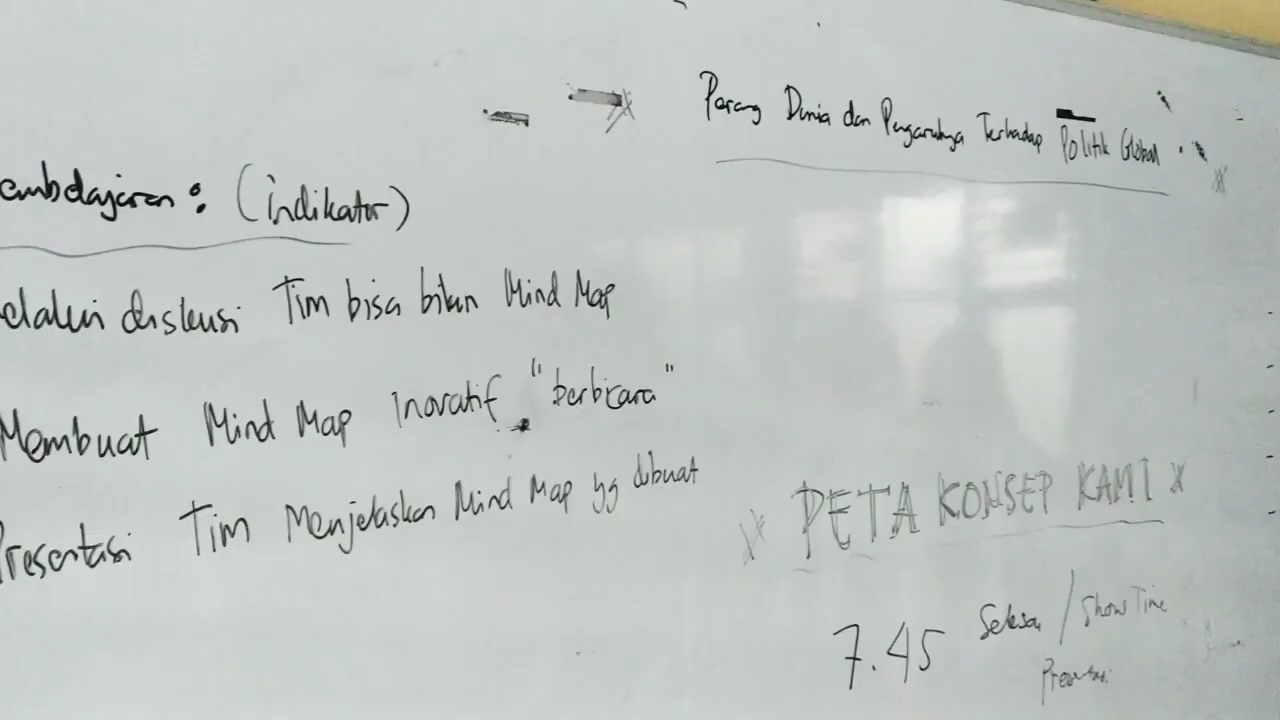 Perang Dunia dan Pengaruhnya Terhadap Politik Global
embelajaran : (indikator)
elalui diskusi Tim bisa bikin Mind Map
Membuat Mind Map Inovatif "berbicara"
Presentasi Tim Menjelaskan Mind Map yg dibuat
PETA KONSEP KAMI
7.45 Selesai / Show Time
Presentasi